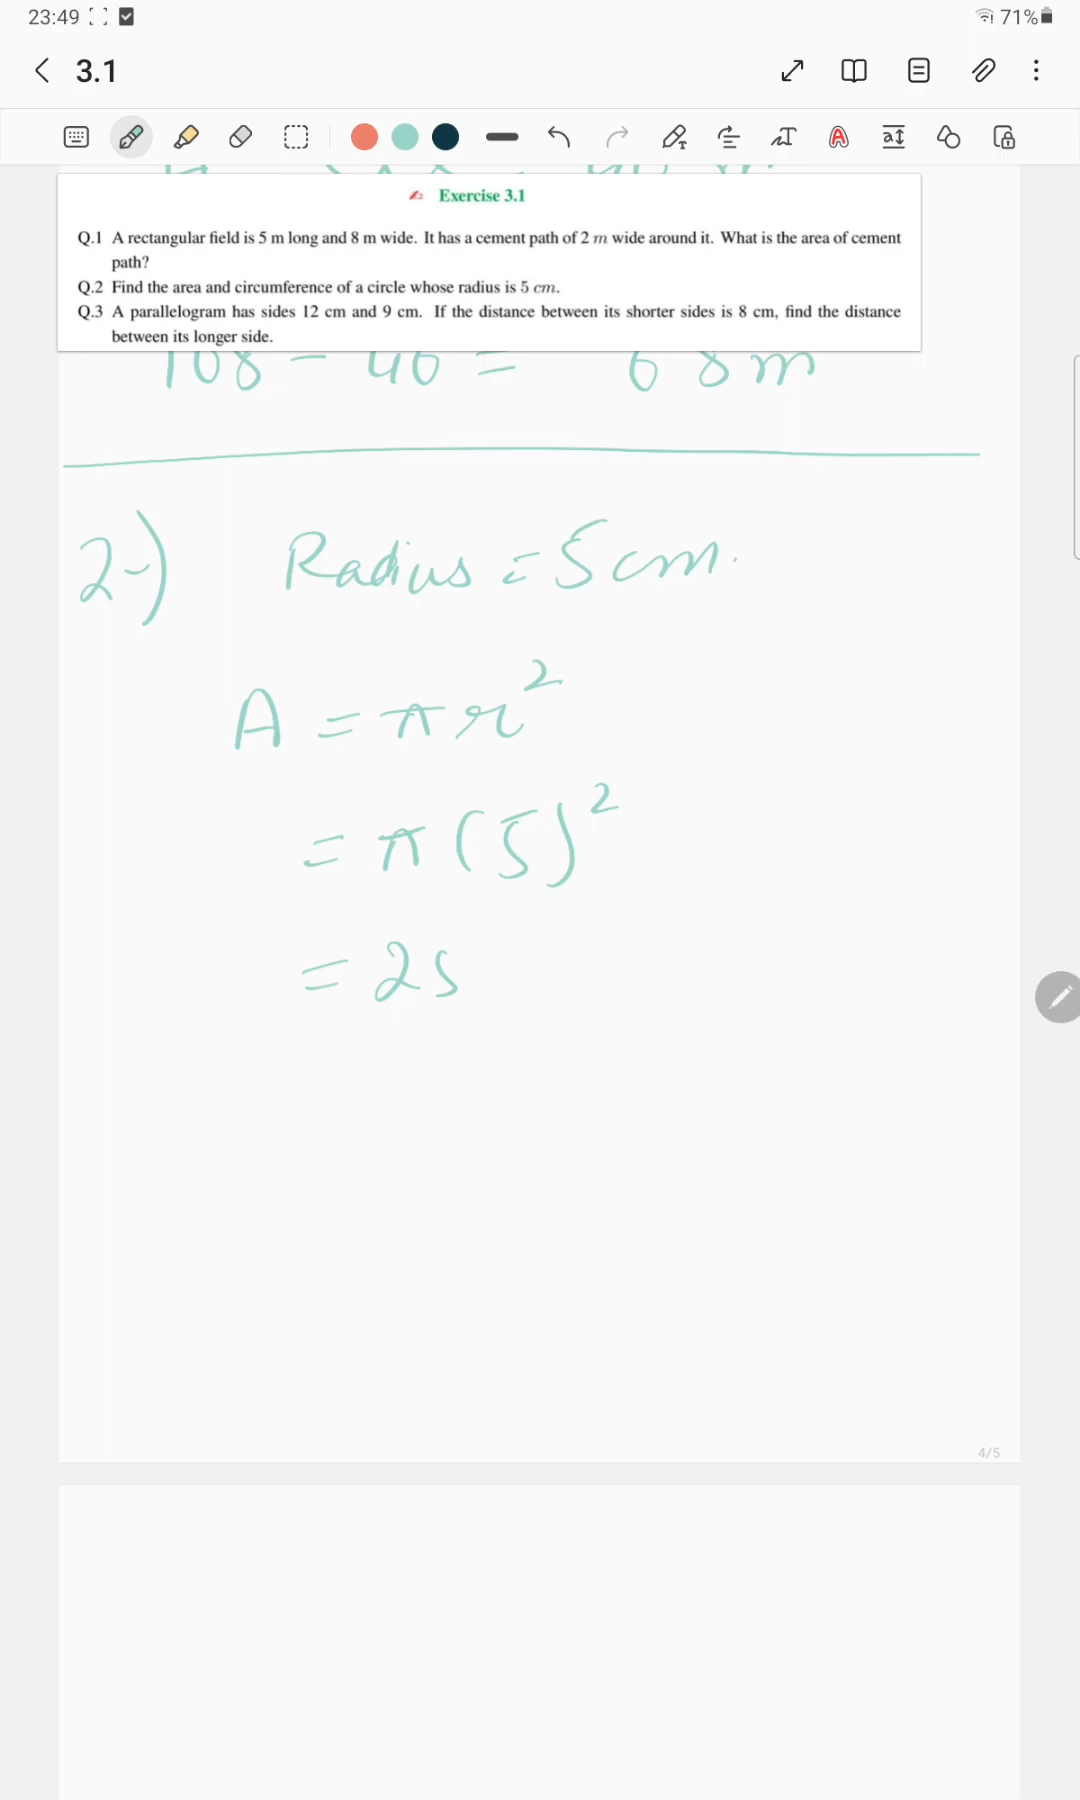 23:49 71%
3.1
Exercise 3.1
Q.1 A rectangular field is 5 m long and 8 m wide. It has a cement path of 2 m wide around it. What is the area of cement
path?
Q.2 Find the area and circumference of a circle whose radius is 5 cm.
Q.3 A parallelogram has sides 12 cm and 9 cm. If the distance between its shorter sides is 8 cm, find the distance
between its longer side.
108 - 40 = 68m
2-) Radius = 5cm.
A = πr²
= π(5)²
= 25
4/5